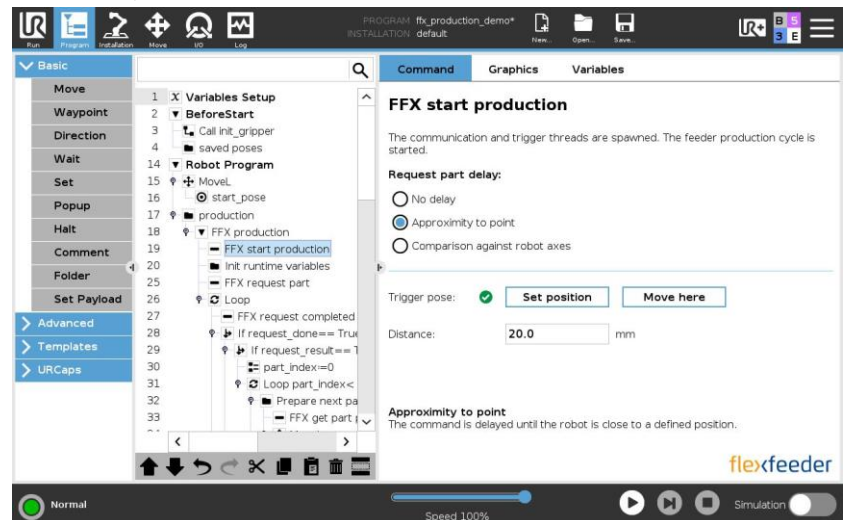 PROGRAM ffx_production_demo*
INSTALLATION default
Run
Program
Installation
Move
I/O
Log
New...
Open...
Save...
UR+
B 5
3 E
Basic
Move
Waypoint
Direction
Wait
Set
Popup
Halt
Comment
Folder
Set Payload
Advanced
Templates
URCaps
1 X Variables Setup
2 BeforeStart
3 Call init_gripper
4 saved poses
14 Robot Program
15 MoveL
16 start_pose
17 production
18 FFX production
19 FFX start production
20 Init runtime variables
25 FFX request part
26 Loop
27 FFX request completed
28 If request_done== True
29 If request_result==
30 part_index:=0
31 Loop part_index<
32 Prepare next pa
33 FFX get part
Command Graphics Variables
FFX start production
The communication and trigger threads are spawned. The feeder production cycle is
started.
Request part delay:
No delay
Approximity to point
Comparison against robot axes
Trigger pose: Set position Move here
Distance: 20.0 mm
Approximity to point
The command is delayed until the robot is close to a defined position.
flexfeeder
Normal
Speed 100%
Simulation